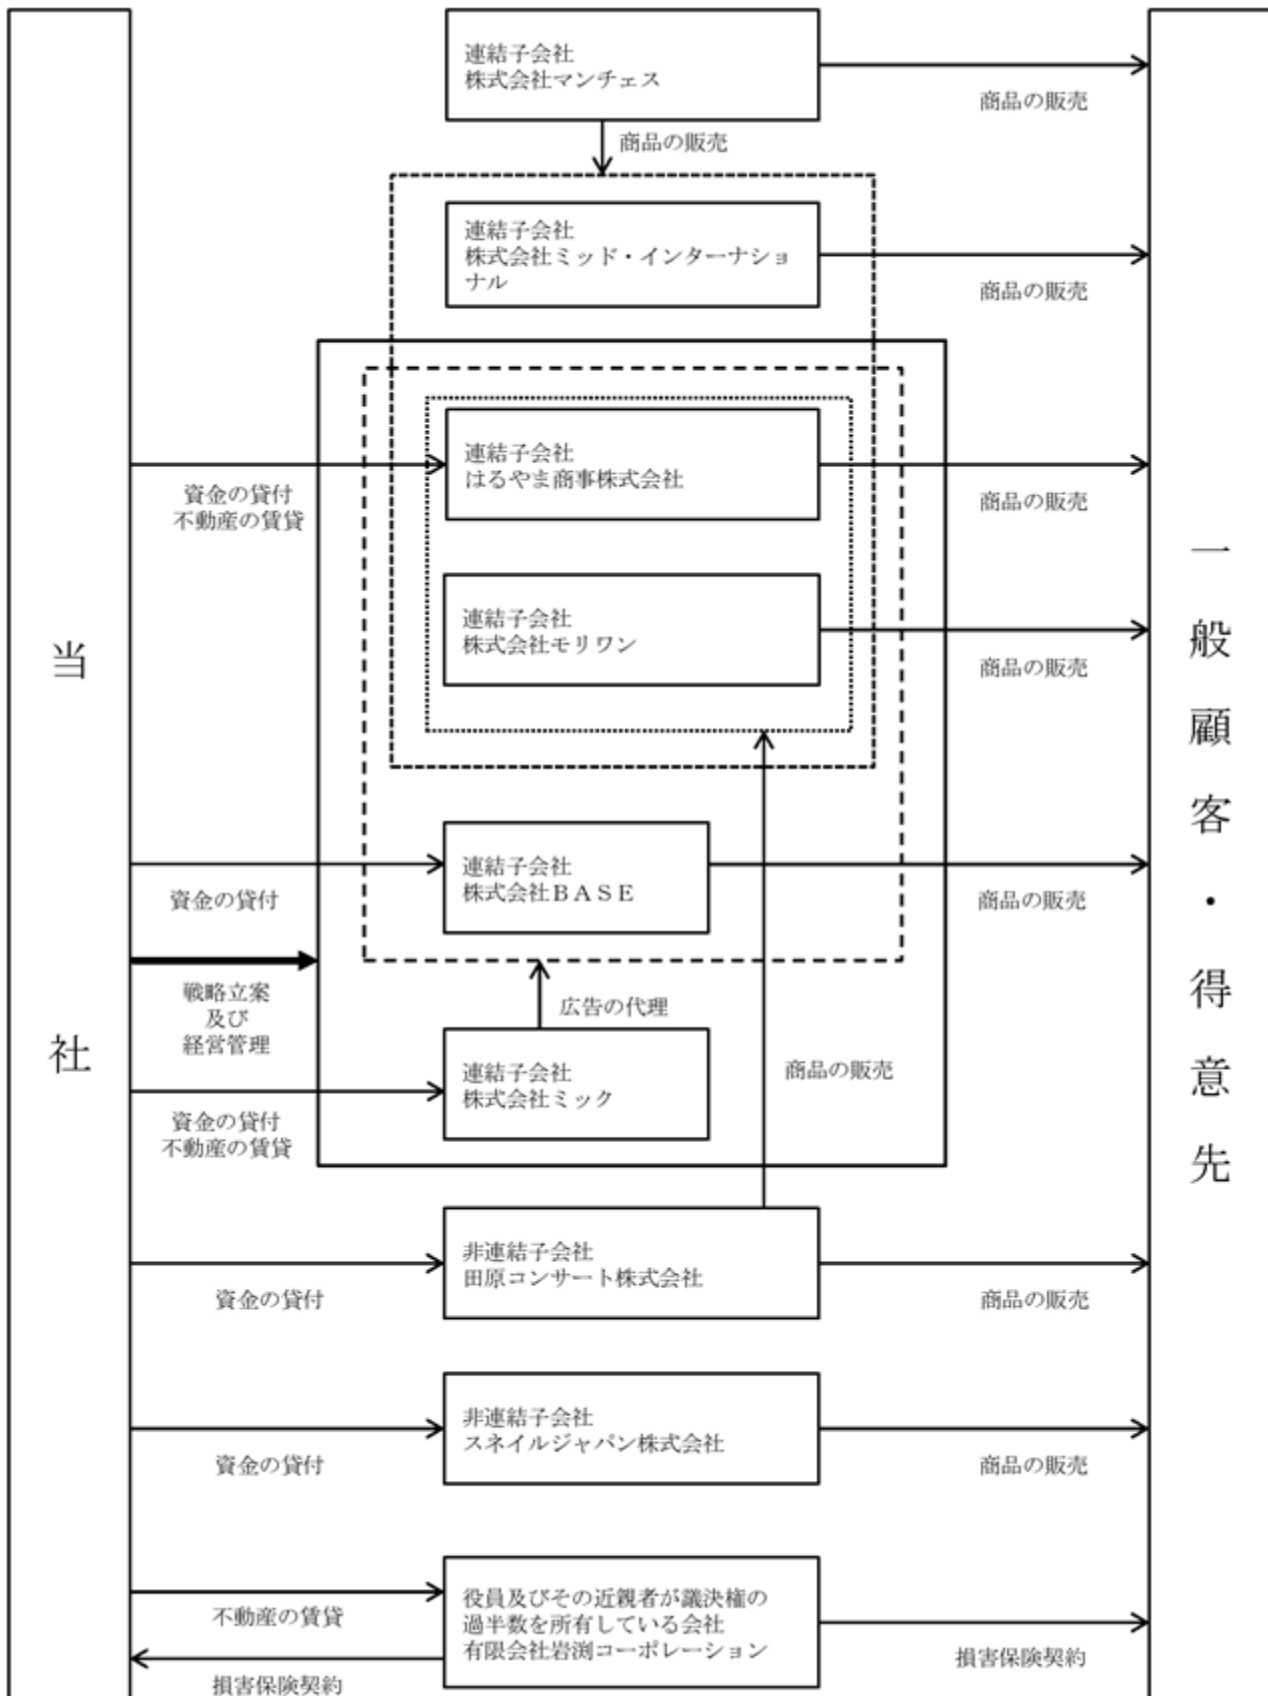 連結子会社
株式会社マンチェス
商品の販売
商品の販売
連結子会社
株式会社ミッド・インターナショ
ナル
商品の販売
連結子会社
はるやま商事株式会社
資金の貸付
不動産の賃貸
商品の販売
連結子会社
株式会社モリワン
商品の販売
当社
一般顧客・得意先
連結子会社
株式会社ＢＡＳＥ
資金の貸付
商品の販売
戦略立案
及び
経営管理
広告の代理
連結子会社
株式会社ミック
商品の販売
資金の貸付
不動産の賃貸
非連結子会社
田原コンサート株式会社
資金の貸付
商品の販売
非連結子会社
スネイルジャパン株式会社
資金の貸付
商品の販売
役員及びその近親者が議決権の
過半数を所有している会社
有限会社岩渕コーポレーション
不動産の賃貸
損害保険契約
損害保険契約